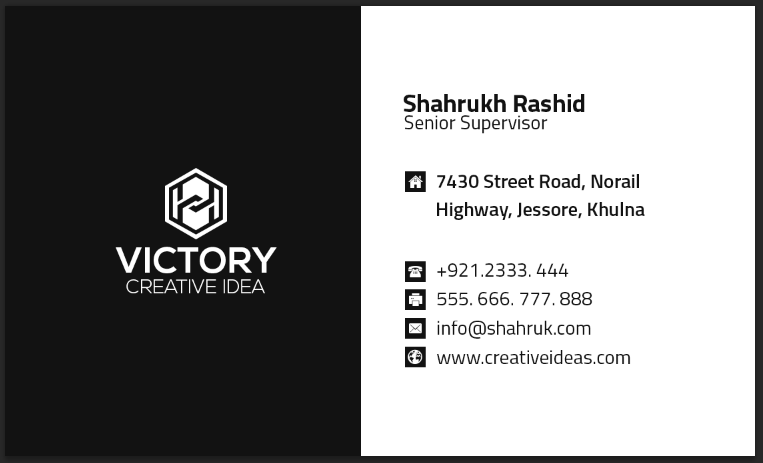 VICTORY
CREATIVE IDEA
Shahrukh Rashid
Senior Supervisor
7430 Street Road, Norail
Highway, Jessore, Khulna
+921.2333. 444
555. 666. 777. 888
info@shahruk.com
www.creativeideas.com